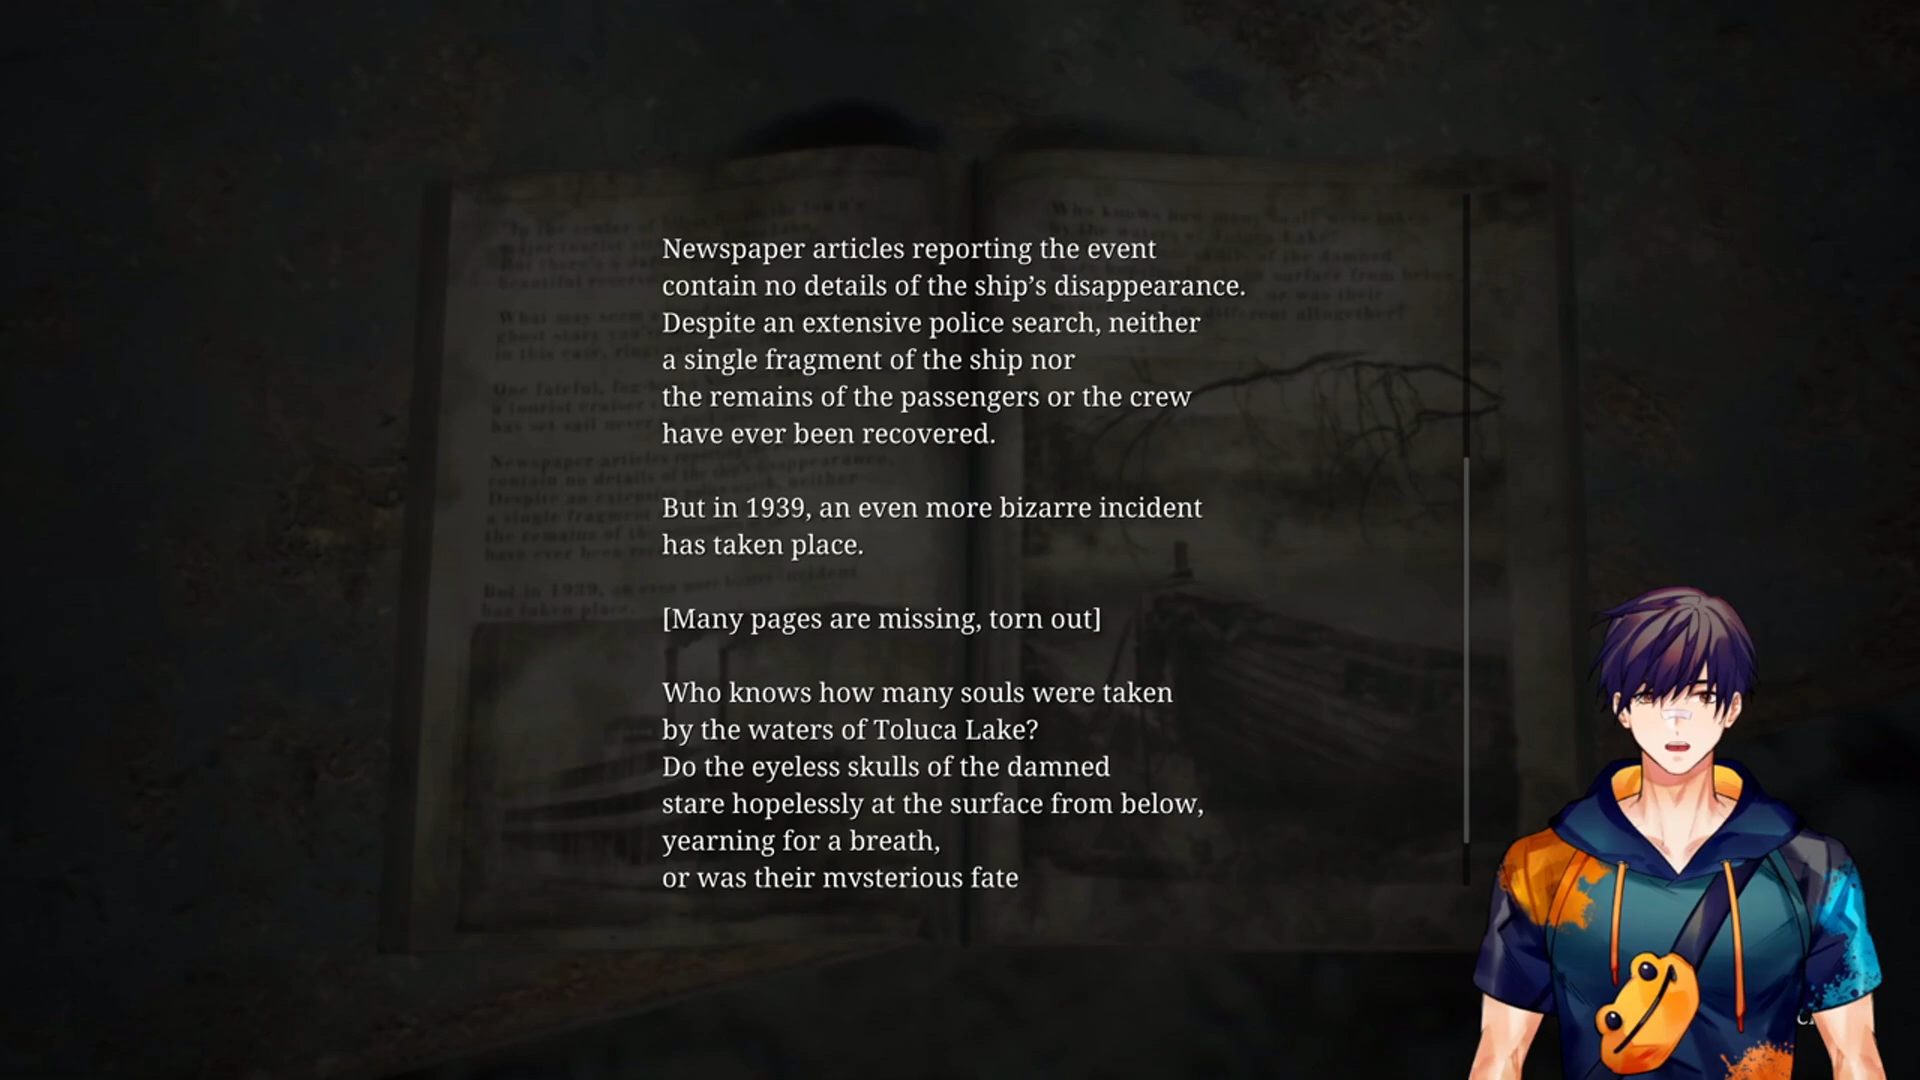 Newspaper articles reporting the event
contain no details of the ship’s disappearance.
Despite an extensive police search, neither
a single fragment of the ship nor
the remains of the passengers or the crew
have ever been recovered.
But in 1939, an even more bizarre incident
has taken place.
[Many pages are missing, torn out]
Who knows how many souls were taken
by the waters of Toluca Lake?
Do the eyeless skulls of the damned
stare hopelessly at the surface from below,
yearning for a breath,
or was their mysterious fate